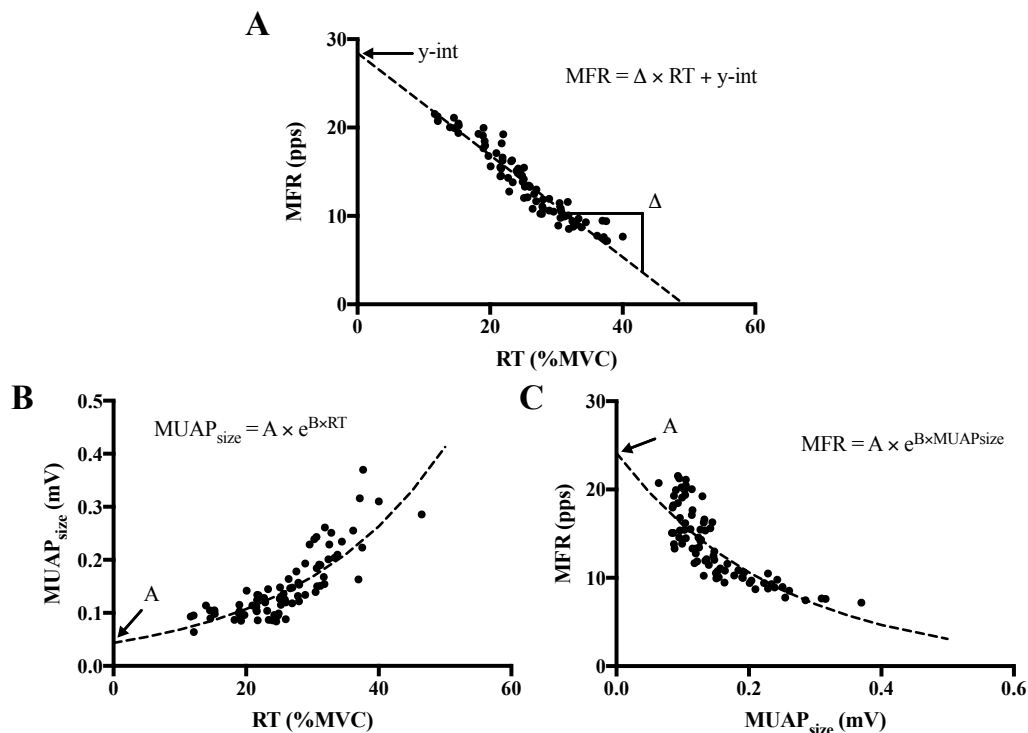 A
30
20
10
0
MFR (pps)
y-int
MFR = Δ × RT + y-int
Δ
0
20
40
60
RT (%MVC)
B
0.5
0.4
0.3
0.2
0.1
0.0
MUAPsize (mV)
MUAPsize = A × e^B×RT
A
0
20
40
60
RT (%MVC)
C
30
20
10
0
MFR (pps)
A
MFR = A × e^B×MUAPsize
0.0
0.2
0.4
0.6
MUAPsize (mV)